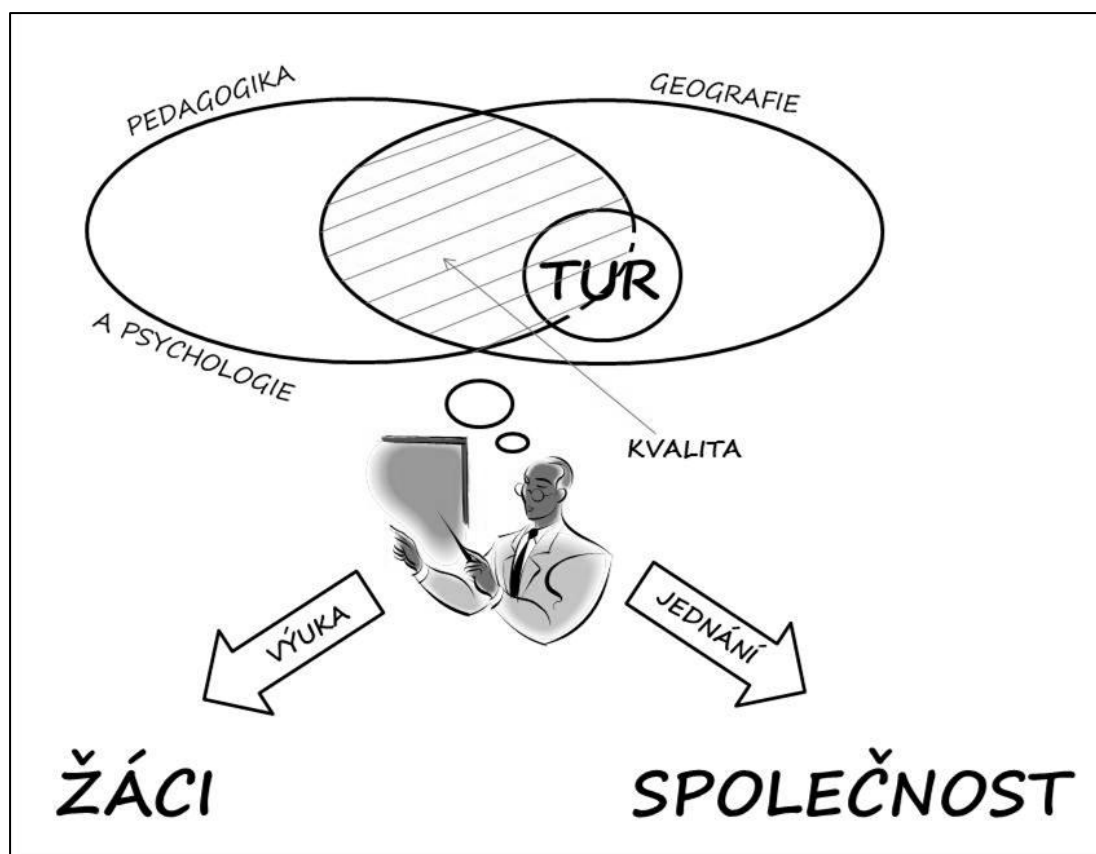 PEDAGOGIKA
GEOGRAFIE
TUR
A PSYCHOLOGIE
KVALITA
VÝUKA
JEDNÁNÍ
ŽÁCI
SPOLEČNOST